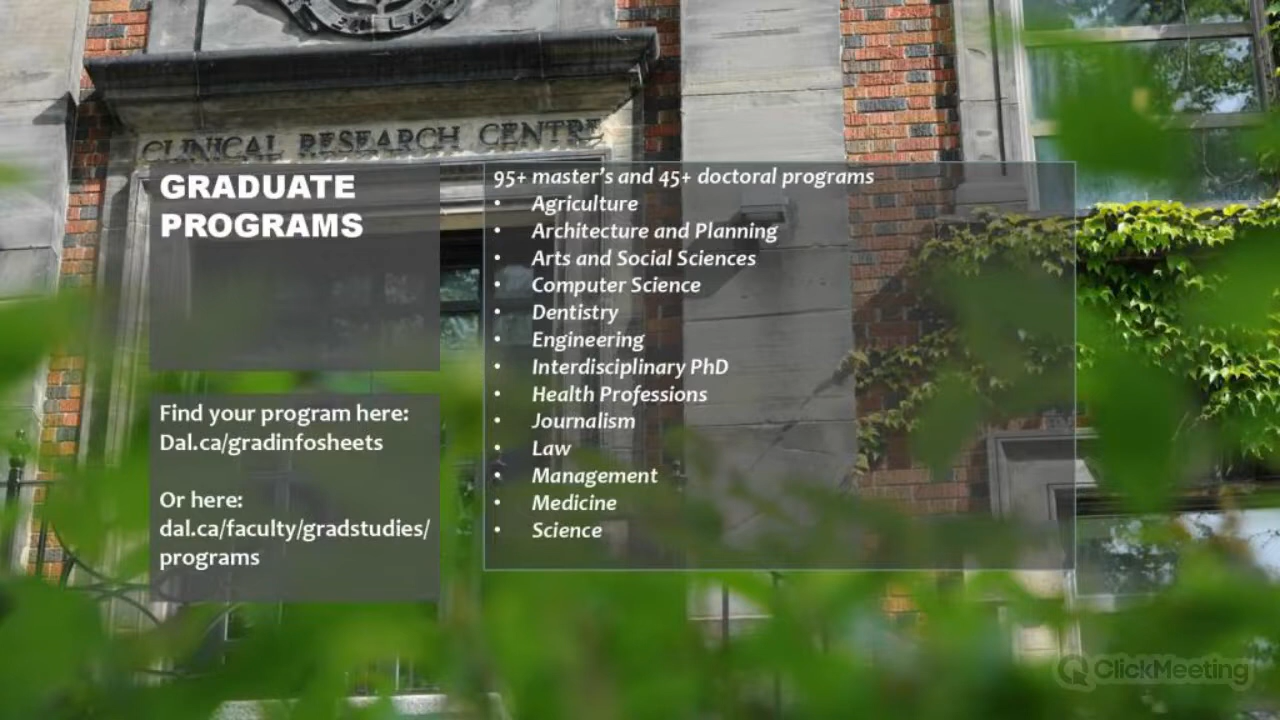 CLINICAL RESEARCH CENTRE
GRADUATE
PROGRAMS
Find your program here:
Dal.ca/gradinfosheets
Or here:
dal.ca/faculty/gradstudies/
programs
95+ master's and 45+ doctoral programs
• Agriculture
• Architecture and Planning
• Arts and Social Sciences
• Computer Science
• Dentistry
• Engineering
• Interdisciplinary PhD
• Health Professions
• Journalism
• Law
• Management
• Medicine
• Science
ClickMeeting